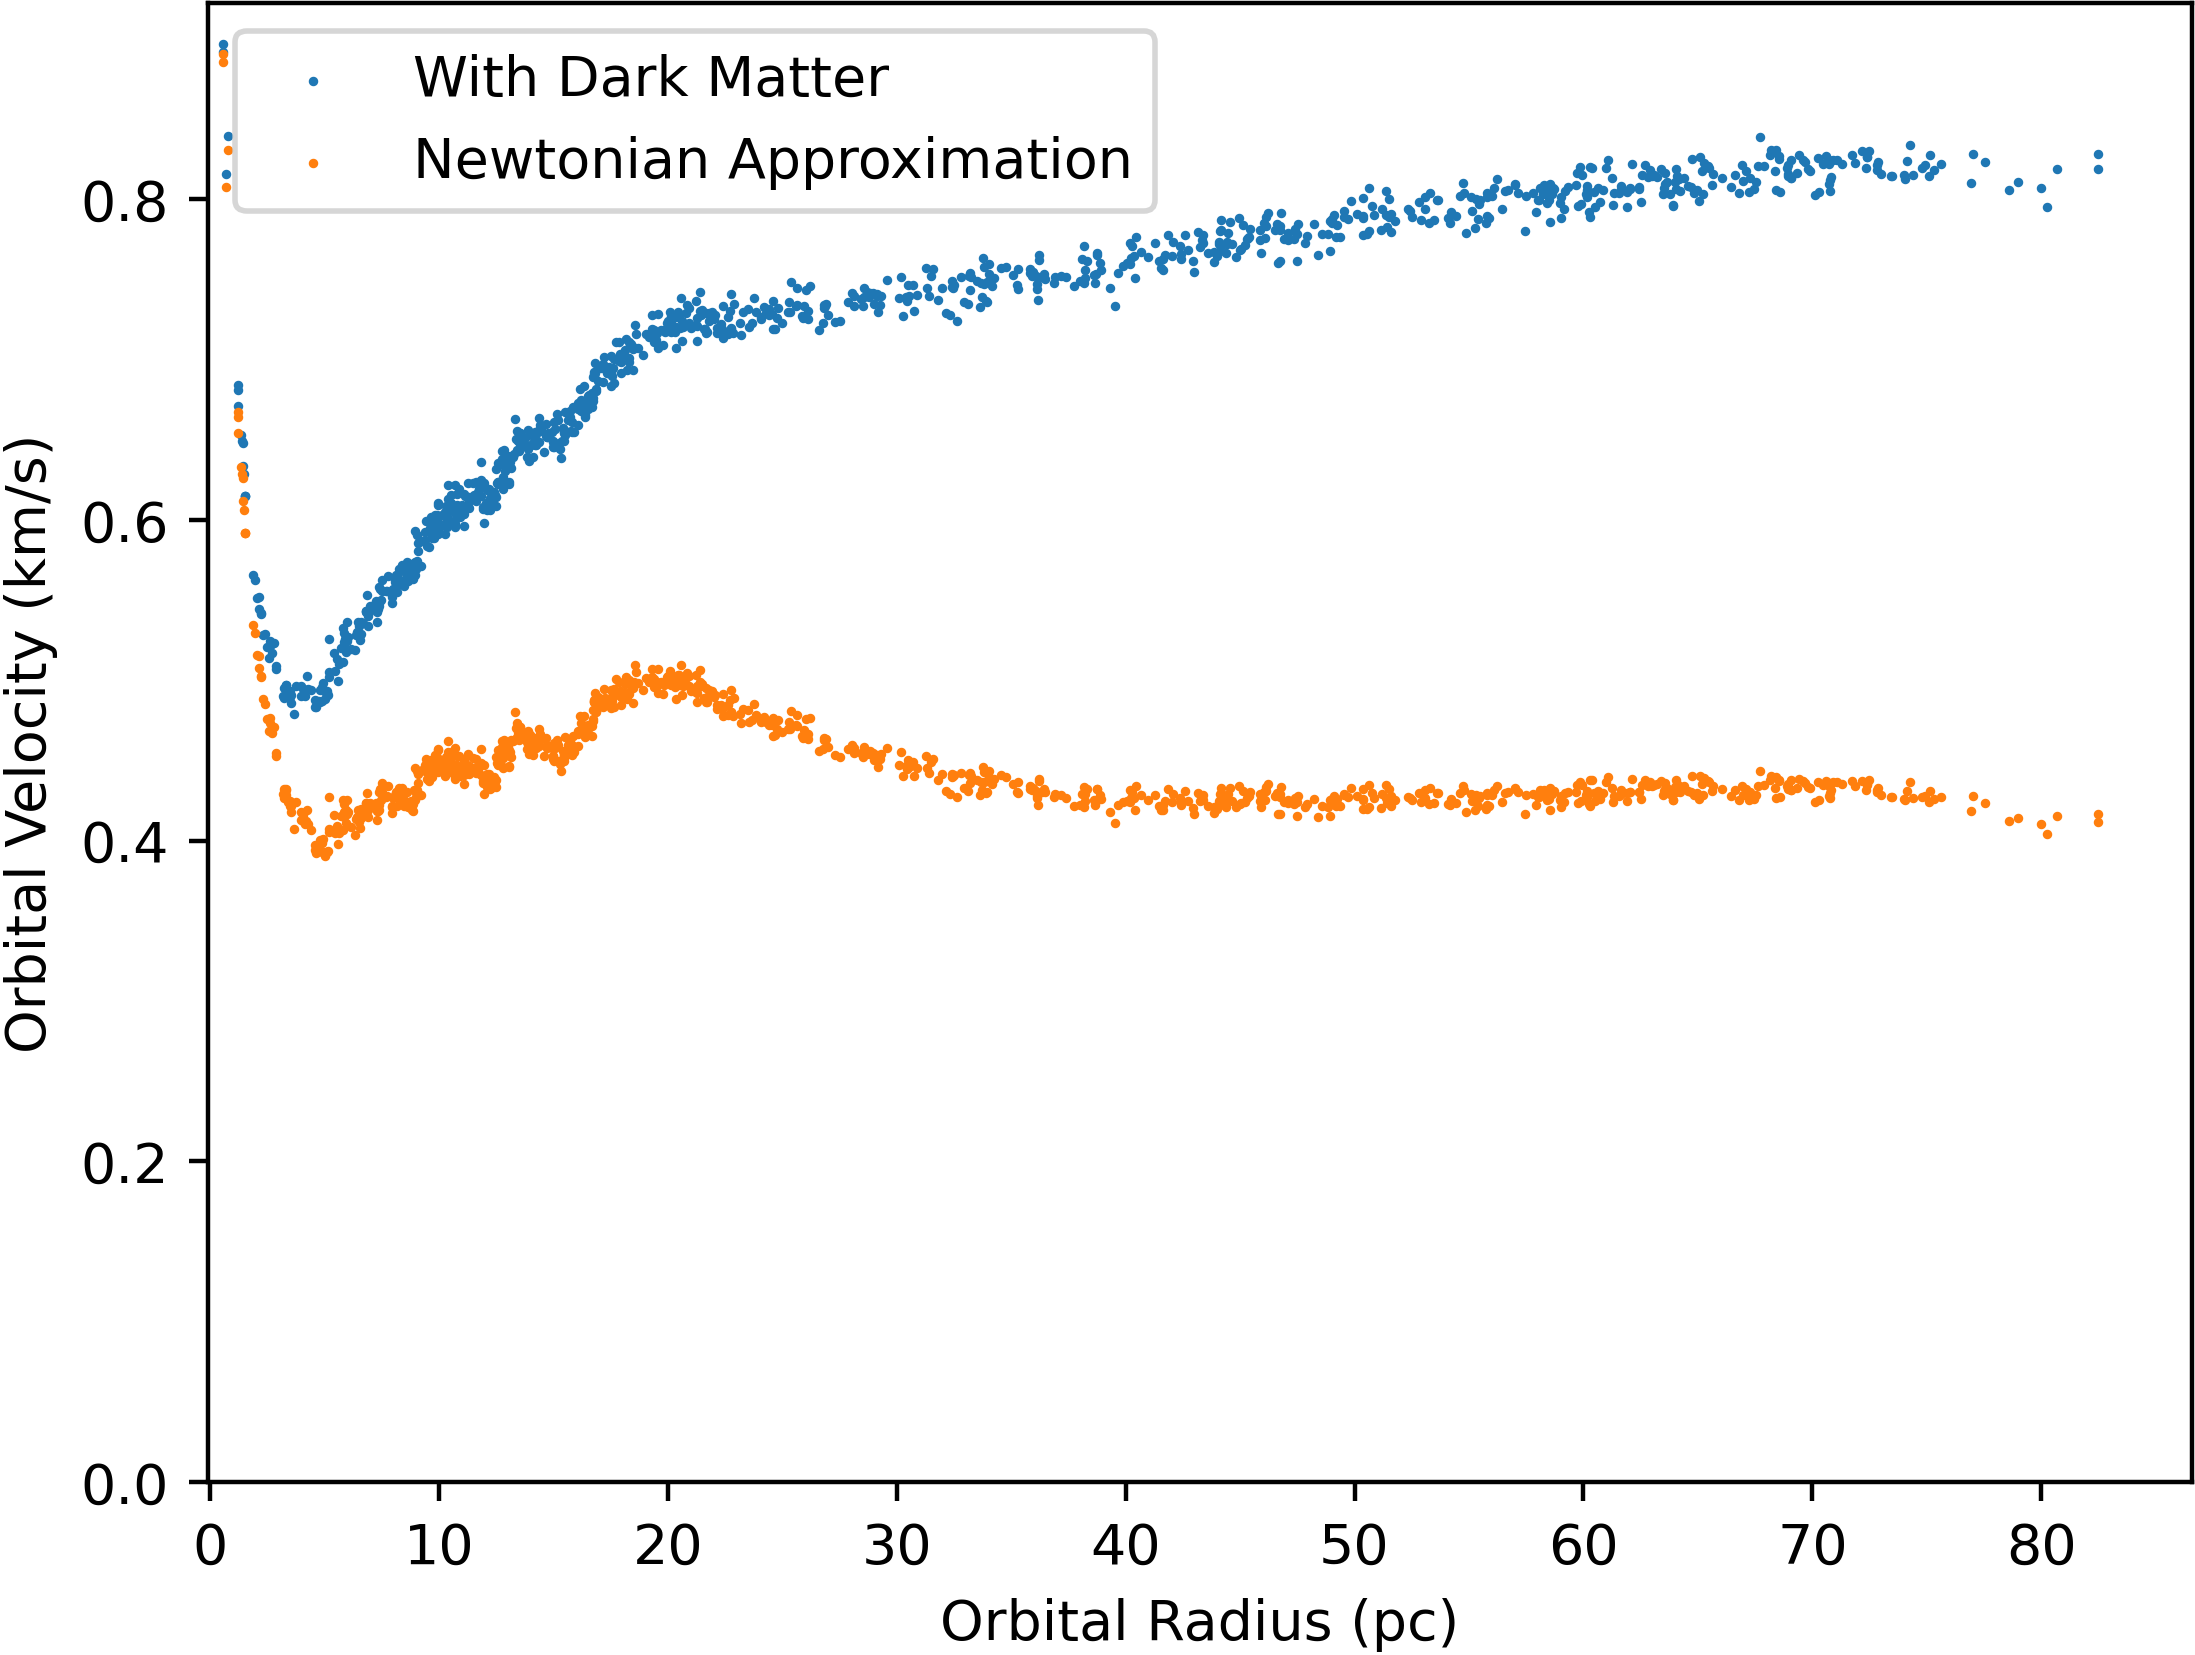 With Dark Matter
Newtonian Approximation
Orbital Velocity (km/s)
0.8
0.6
0.4
0.2
0.0
0 10 20 30 40 50 60 70 80
Orbital Radius (pc)